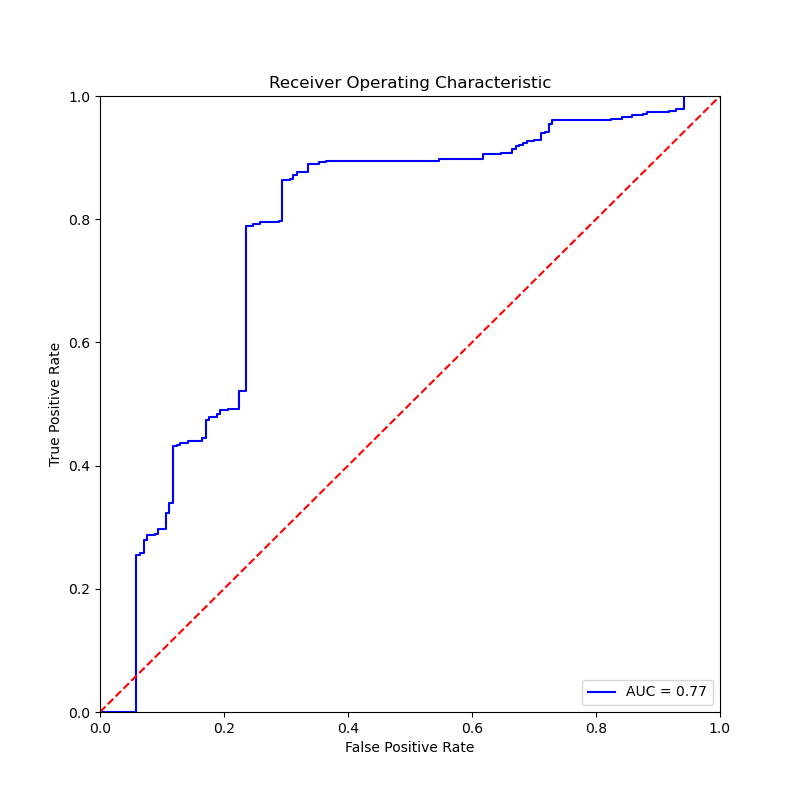 Receiver Operating Characteristic
1.0
0.8
0.6
0.4
0.2
0.0
True Positive Rate
AUC = 0.77
0.0 0.2 0.4 0.6 0.8 1.0
False Positive Rate